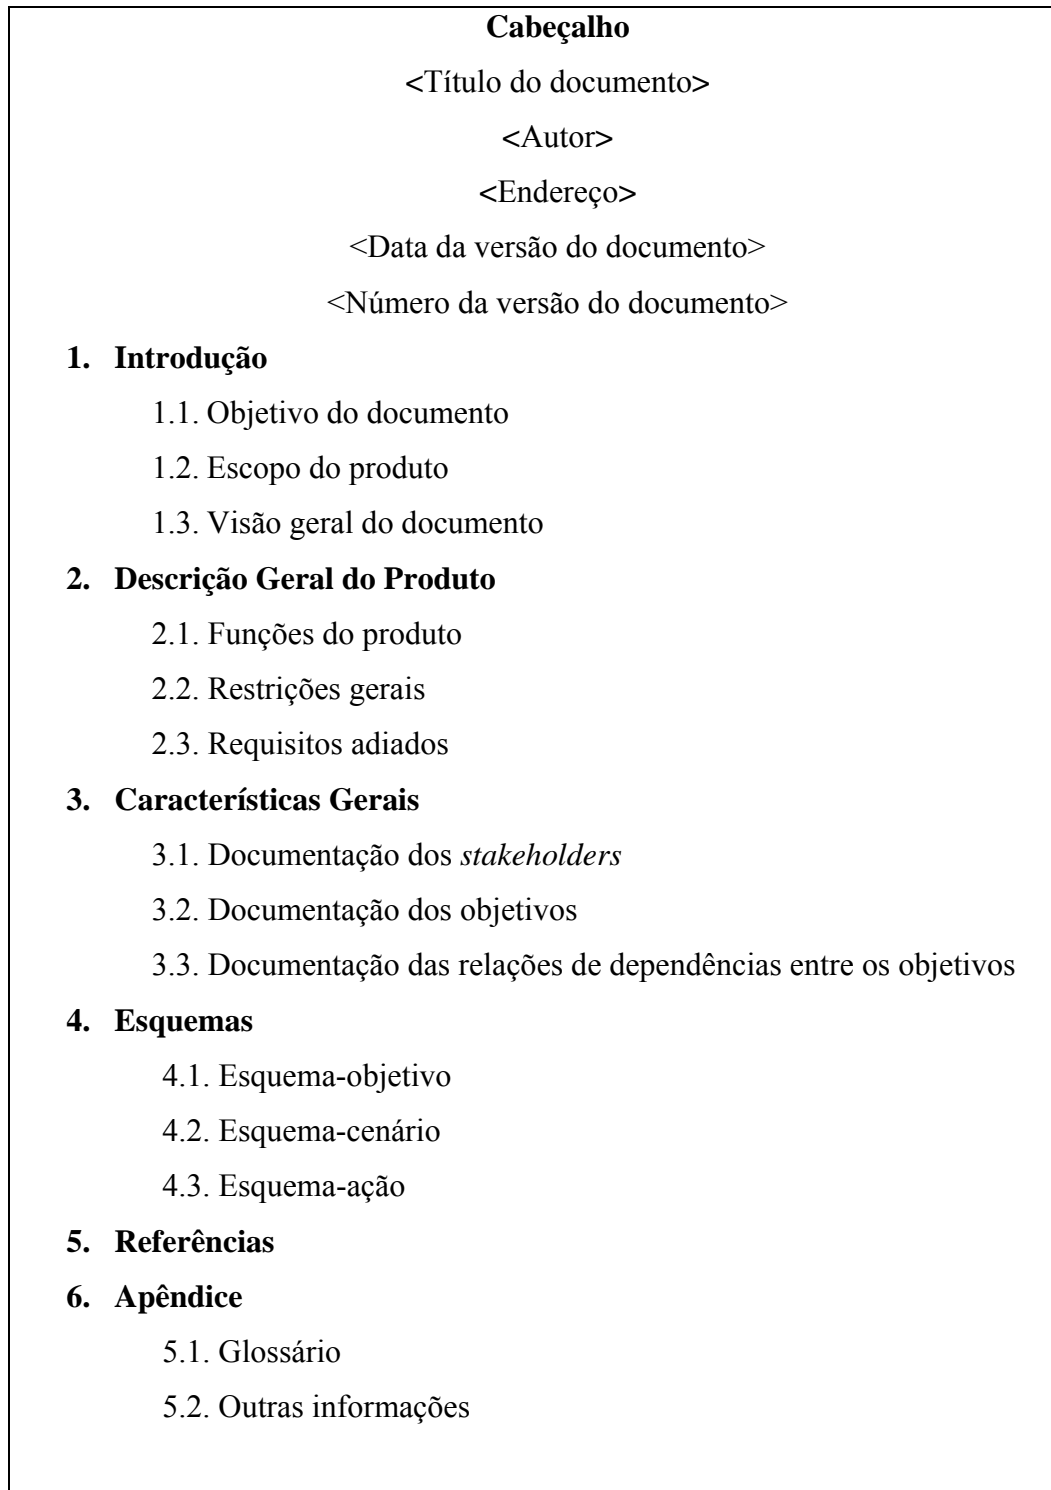 Cabeçalho
<Título do documento>
<Autor>
<Endereço>
<Data da versão do documento>
<Número da versão do documento>
1. Introdução
1.1. Objetivo do documento
1.2. Escopo do produto
1.3. Visão geral do documento
2. Descrição Geral do Produto
2.1. Funções do produto
2.2. Restrições gerais
2.3. Requisitos adiados
3. Características Gerais
3.1. Documentação dos stakeholders
3.2. Documentação dos objetivos
3.3. Documentação das relações de dependências entre os objetivos
4. Esquemas
4.1. Esquema-objetivo
4.2. Esquema-cenário
4.3. Esquema-ação
5. Referências
6. Apêndice
5.1. Glossário
5.2. Outras informações